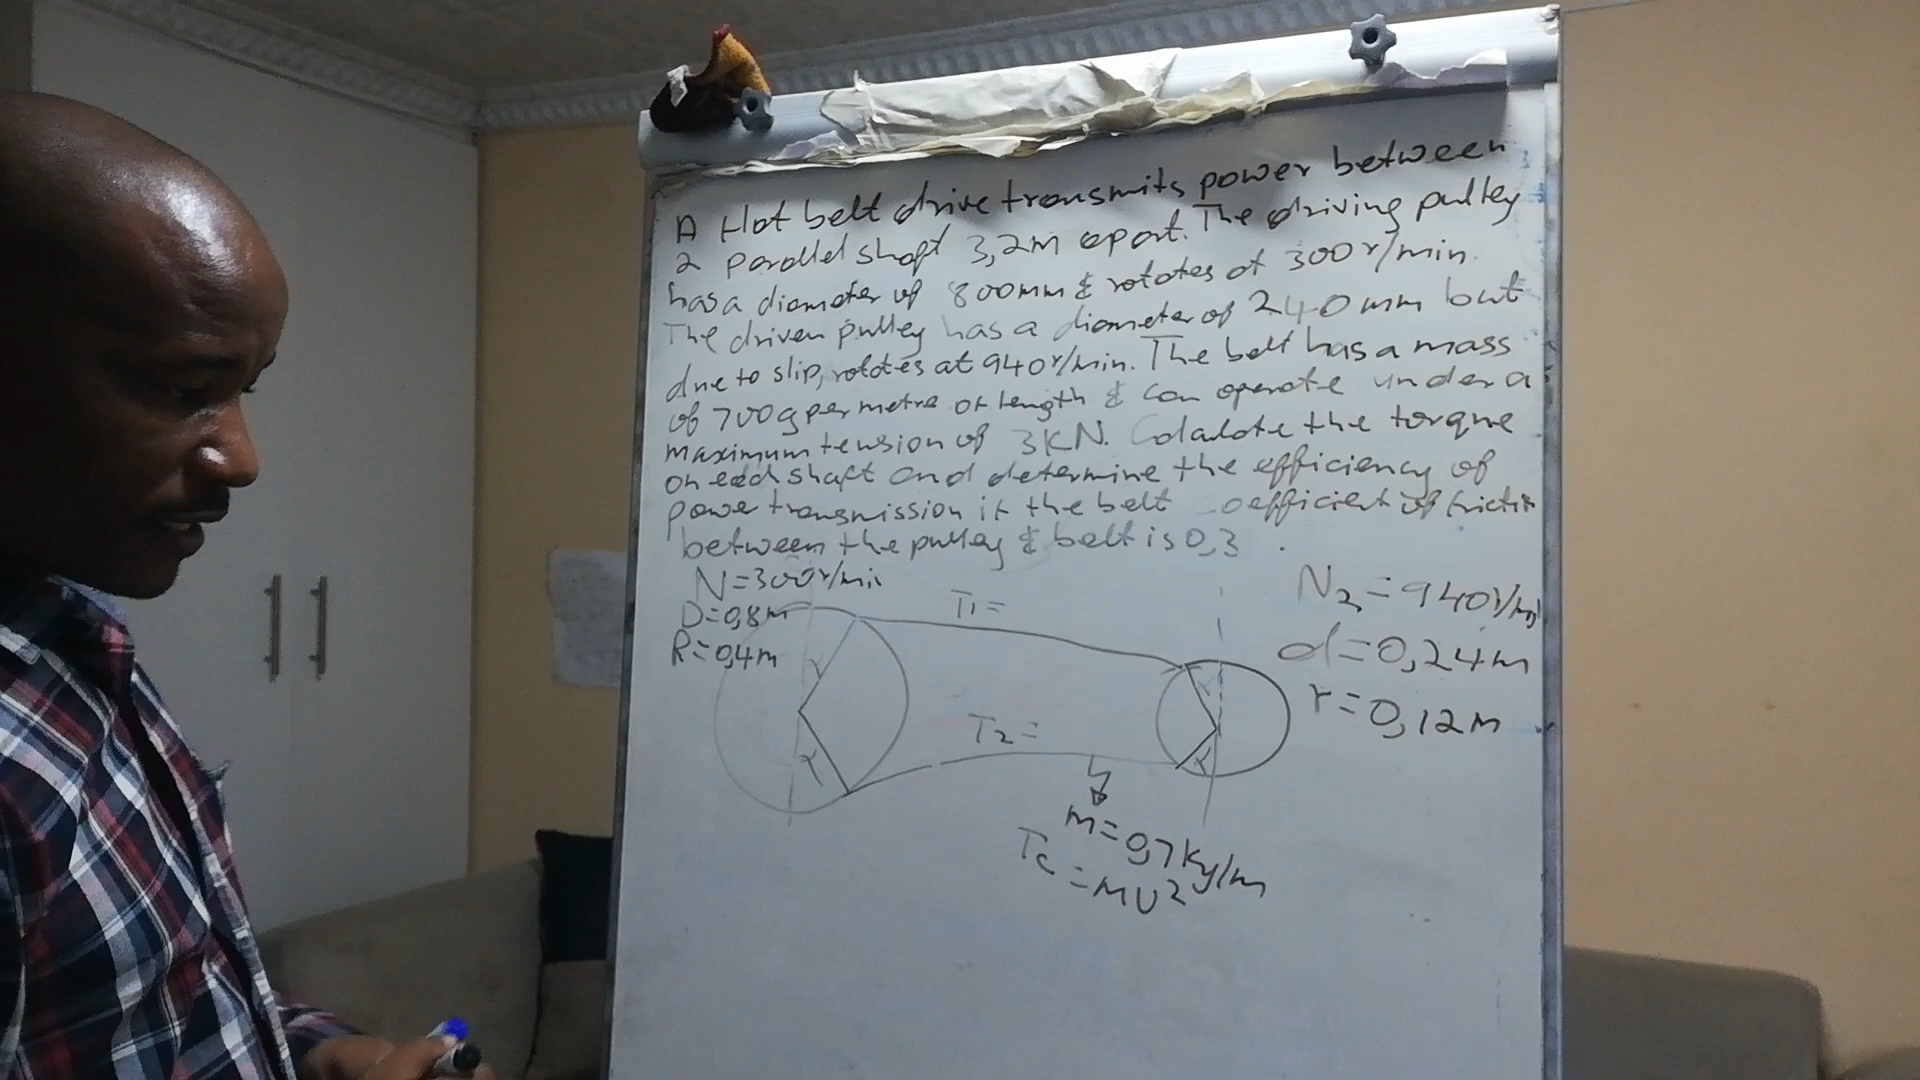 A flat belt drive transmits power between
2 parallel shaft 3,2m apart. The driving pulley
has a diameter of 800mm & rotates at 300r/min.
The driven pulley has a diameter of 240mm but
due to slip, rotates at 940r/min. The belt has a mass
of 700g per metre of length & can operate under a
maximum tension of 3KN. Calculate the torque
on each shaft and determine the efficiency of
power transmission if the belt coefficient of friction
between the pulley & belt is 0,3.
N=300r/min
D=0,8m
R=0,4m
T1=
T2=
N2=940r/min
d=0,24m
r=0,12m
m=0,7Kg/m
Tc=mv2